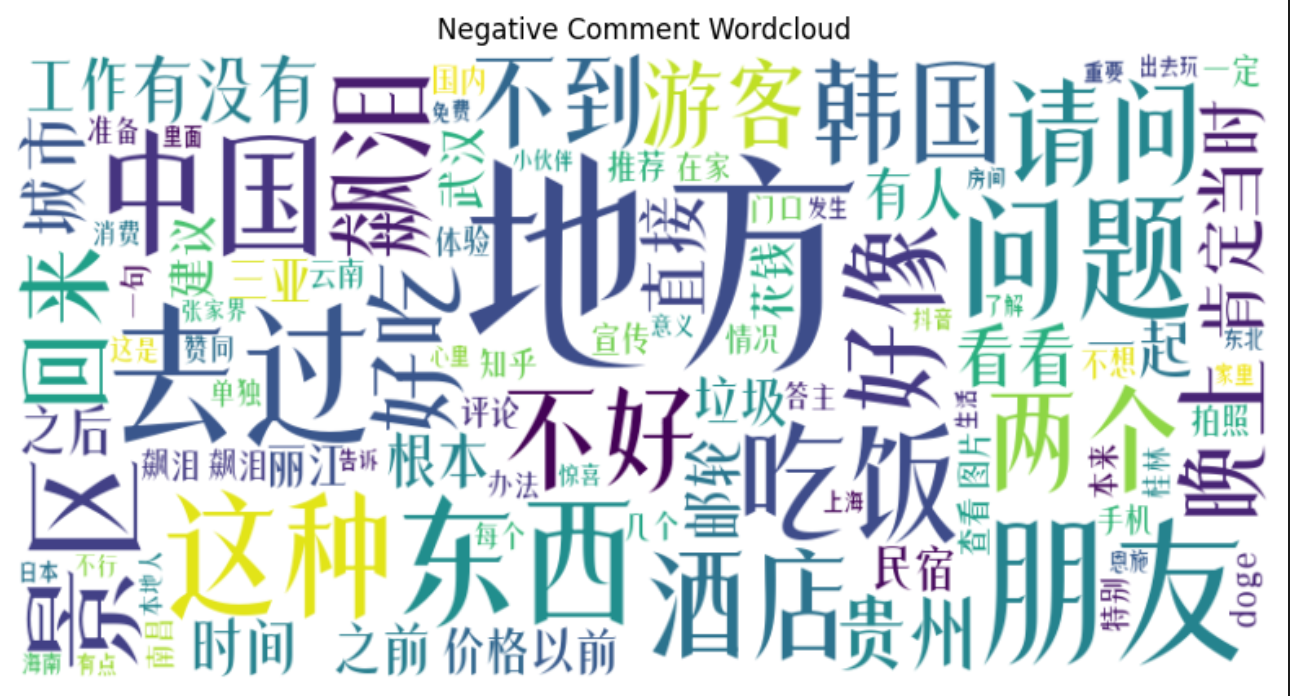 Negative Comment Wordcloud
工作 有没有 飙泪 国内 不到 游客 韩国 请问 重要 出去玩 一定
城市 准备 里面 中国 免费 武汉 小伙伴 推荐 在家 有人 房间 肯定 当时
消费 建议 体验 地方 直接 门口 发生 花钱 好像 问题
回来 一句 三亚 云南 好吃 张家界 宣传 意义 情况 抖音 了解 东北
这是 赞同 去过 单独 心里 知乎 看看 不想 起 家里
之后 评论 不好 垃圾 答主 生活 两个 晚上 拍照
飙泪 飙泪 丽江 告诉 根本 办法 惊喜 邮轮 吃饭 上海 查看 图片 本来 桂林
景区 这种 东西 每个 几个 手机
日本 不行 本地人 酒店 民宿 朋友 恩施 特别 doge
海南 有点 南昌 时间 之前 价格 以前 贵州